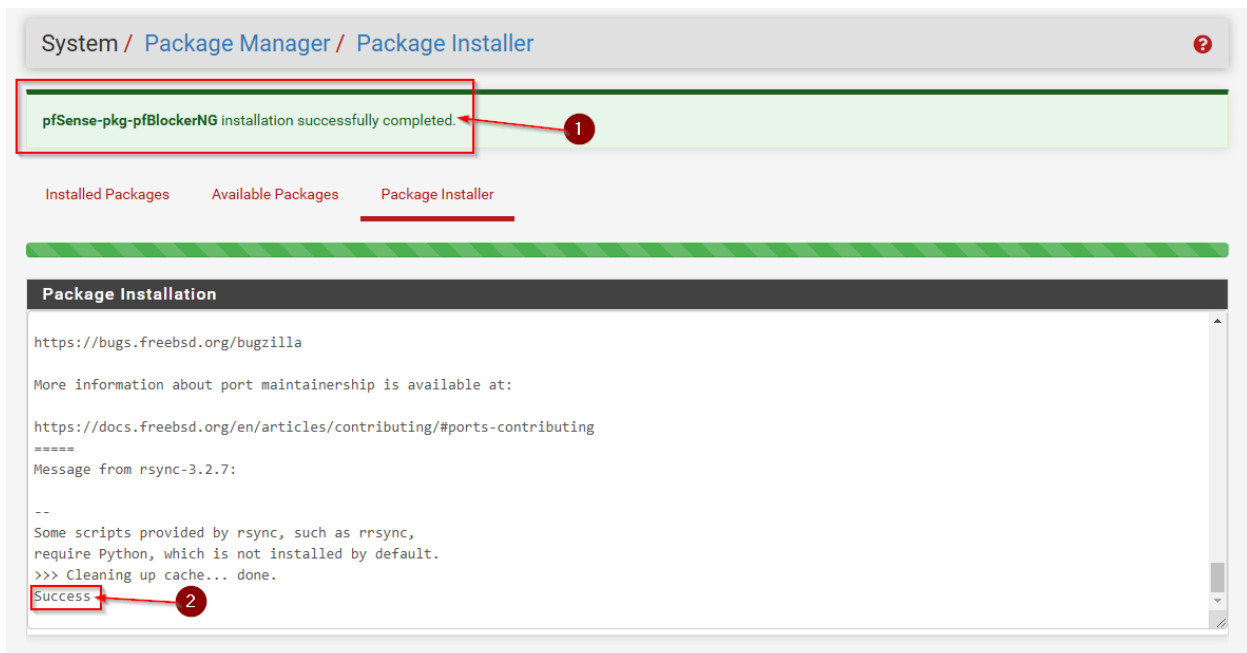 System / Package Manager / Package Installer
pfSense-pkg-pfBlockerNG installation successfully completed.
1
Installed Packages Available Packages Package Installer
Package Installation
https://bugs.freebsd.org/bugzilla
More information about port maintainership is available at:
https://docs.freebsd.org/en/articles/contributing/#ports-contributing
=====
Message from rsync-3.2.7:
--
Some scripts provided by rsync, such as rrsync,
require Python, which is not installed by default.
>>> Cleaning up cache... done.
Success
2